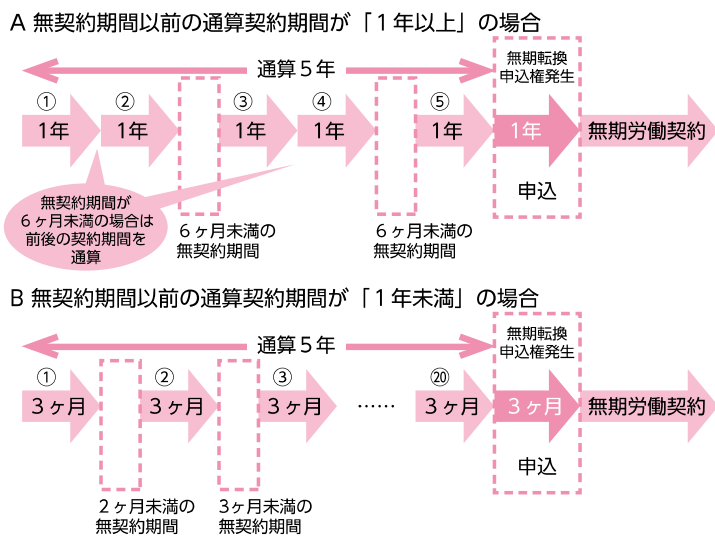 A 無契約期間以前の通算契約期間が「１年以上」の場合
通算５年
無期転換
申込権発生
① ② ③ ④ ⑤
1年 1年 1年 1年 1年 1年 無期労働契約
申込
無契約期間が
６ヶ月未満の場合は
前後の契約期間を
通算
６ヶ月未満の
無契約期間
６ヶ月未満の
無契約期間
B 無契約期間以前の通算契約期間が「１年未満」の場合
通算５年
無期転換
申込権発生
① ② ③ ⑳
３ヶ月 ３ヶ月 ３ヶ月 …… ３ヶ月 ３ヶ月 無期労働契約
申込
２ヶ月未満の
無契約期間
3ヶ月未満の
無契約期間